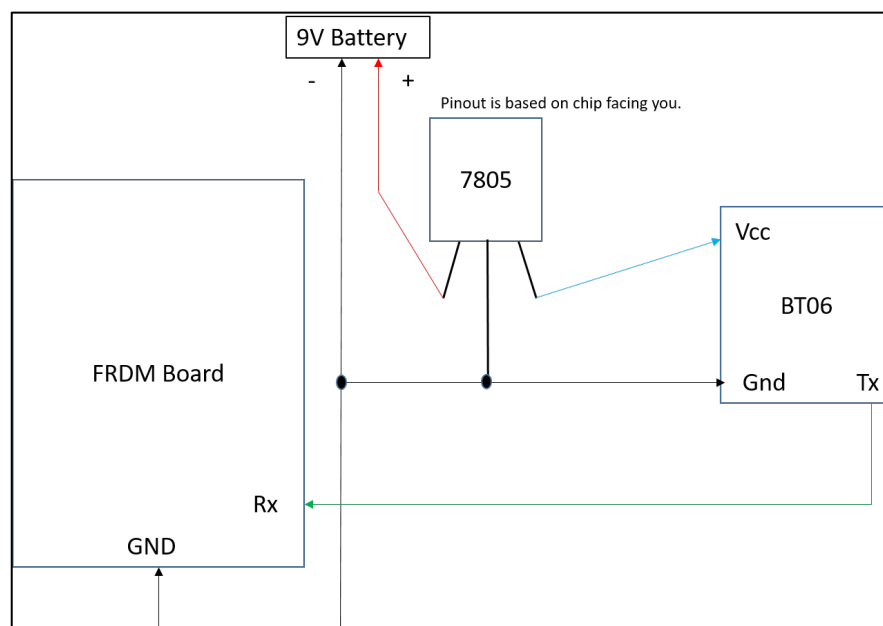 9V Battery
- +
Pinout is based on chip facing you.
7805
Vcc
BT06
FRDM Board
Gnd Tx
Rx
GND